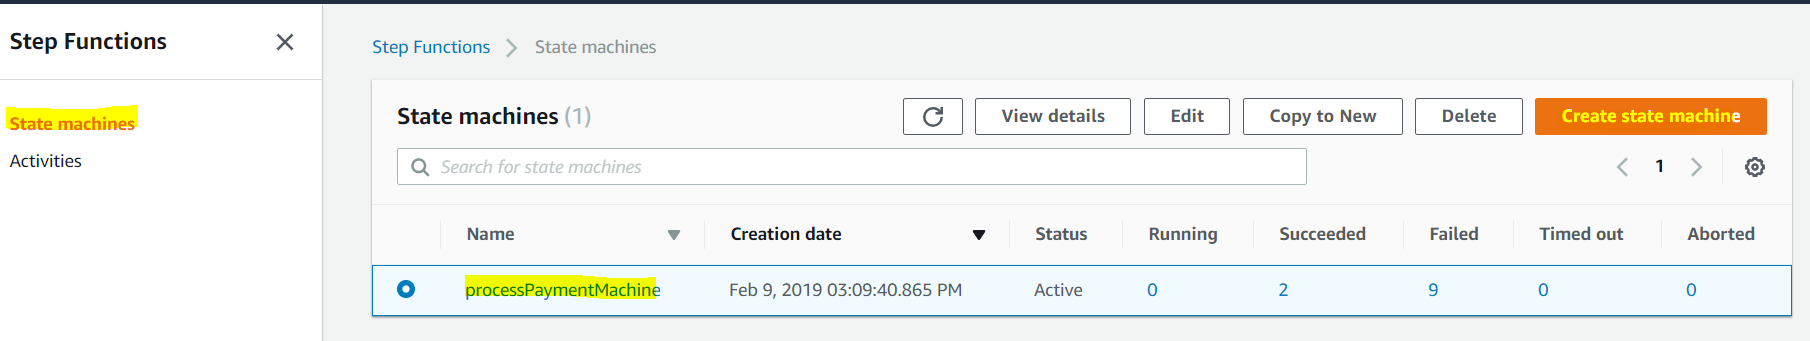 Step Functions
State machines
Activities
Step Functions State machines
State machines (1)
View details Edit Copy to New Delete Create state machine
Search for state machines
1
Name Creation date Status Running Succeeded Failed Timed out Aborted
processPaymentMachine Feb 9, 2019 03:09:40.865 PM Active 0 2 9 0 0